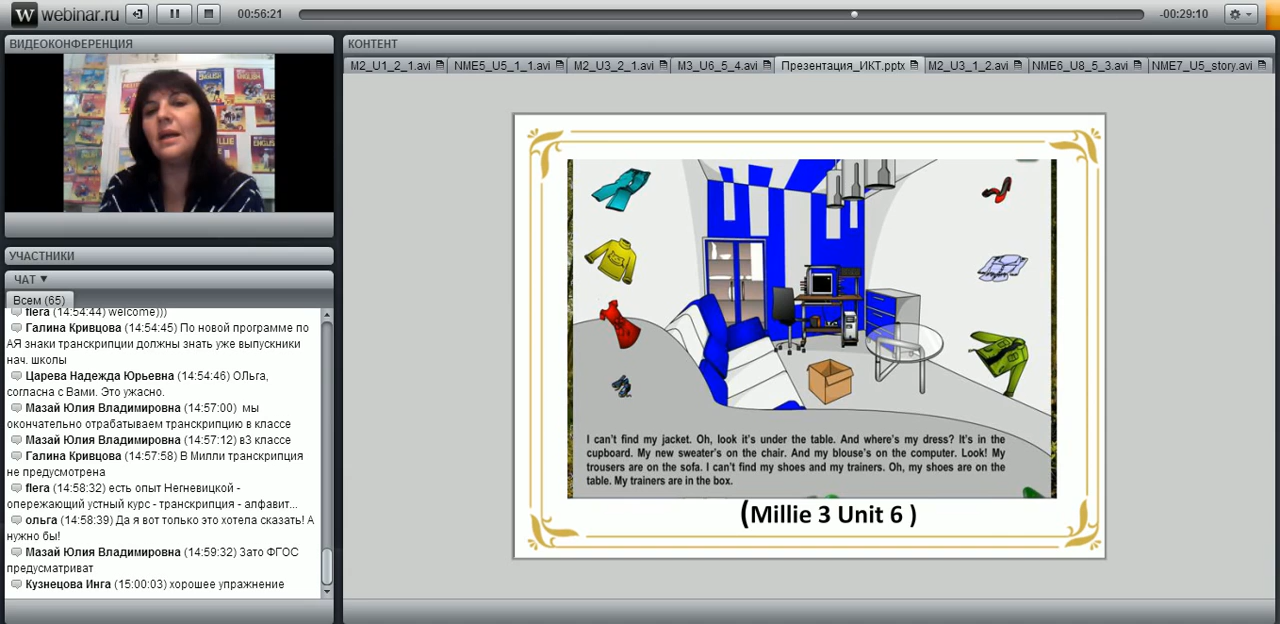 webinar.ru
00:56:21
-00:29:10
ВИДЕОКОНФЕРЕНЦИЯ
КОНТЕНТ
M2_U1_2_1.avi
NME5_U5_1_1.avi
M2_U3_2_1.avi
M3_U6_5_4.avi
Презентация_ИКТ.pptx
M2_U3_1_2.avi
NME6_U8_5_3.avi
NME7_U5_story.avi
УЧАСТНИКИ
ЧАТ
Всем (65)
flera (14:54:44) welcome)))
Галина Кривцова (14:54:45) По новой программе по
АЯ знаки транскрипции должны знать уже выпускники
нач. школы
Царева Надежда Юрьевна (14:54:46) ОЛьга,
согласна с Вами. Это ужасно.
Мазай Юлия Владимировна (14:57:00) мы
окончательно отрабатываем транскрипцию в классе
Мазай Юлия Владимировна (14:57:12) в3 классе
Галина Кривцова (14:57:58) В Милли транскрипция
не предусмотрена
flera (14:58:32) есть опыт Негневицкой -
опережающий устный курс - транскрипция - алфавит...
ольга (14:58:39) Да я вот только это хотела сказать! А
нужно бы!
Мазай Юлия Владимировна (14:59:32) Зато ФГОС
предусматриват
Кузнецова Инга (15:00:03) хорошее упражнение
I can't find my jacket. Oh, look it's under the table. And where's my dress? It's in the
cupboard. My new sweater's on the chair. And my blouse's on the computer. Look! My
trousers are on the sofa. I can't find my shoes and my trainers. Oh, my shoes are on the
table. My trainers are in the box.
(Millie 3 Unit 6 )